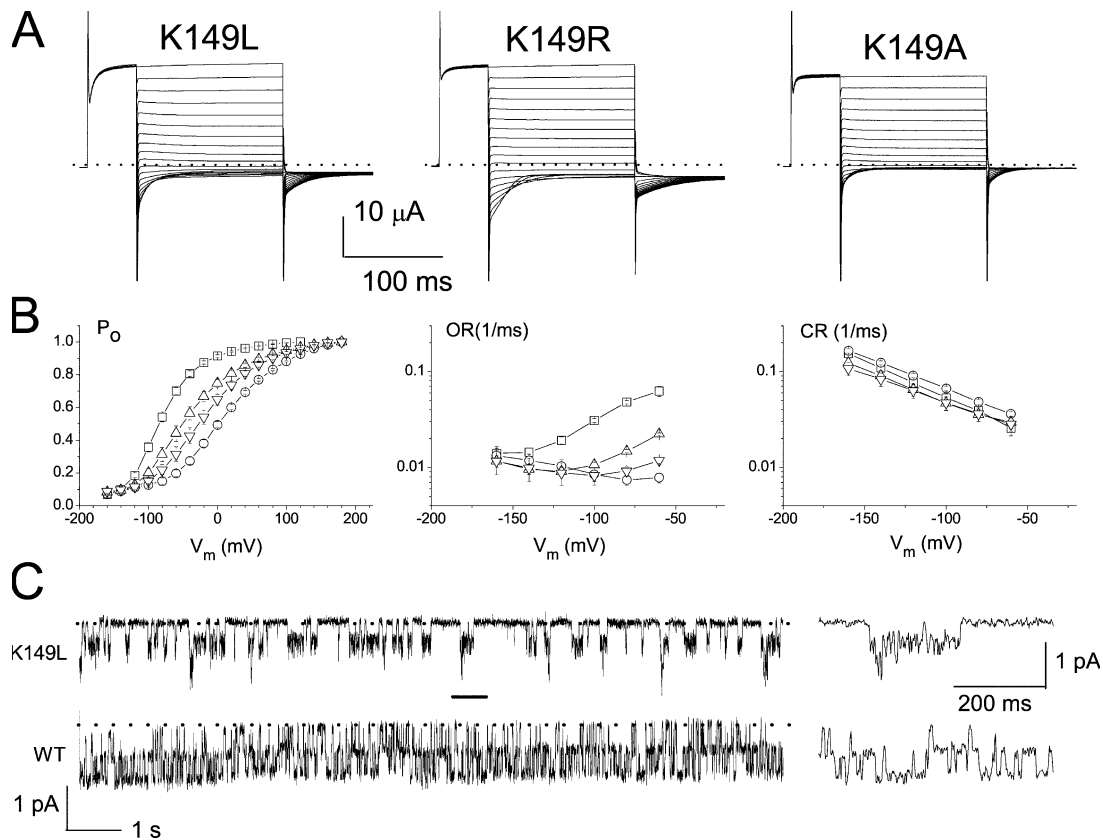 A
K149L
K149R
K149A
10 μA
100 ms
B
Po
1.0
0.8
0.6
0.4
0.2
0.0
-200 -100 0 100 200
Vm (mV)
OR(1/ms)
0.1
0.01
-200 -150 -100 -50
Vm (mV)
CR (1/ms)
0.1
0.01
-200 -150 -100 -50
Vm (mV)
C
K149L
1 pA
200 ms
WT
1 pA
1 s